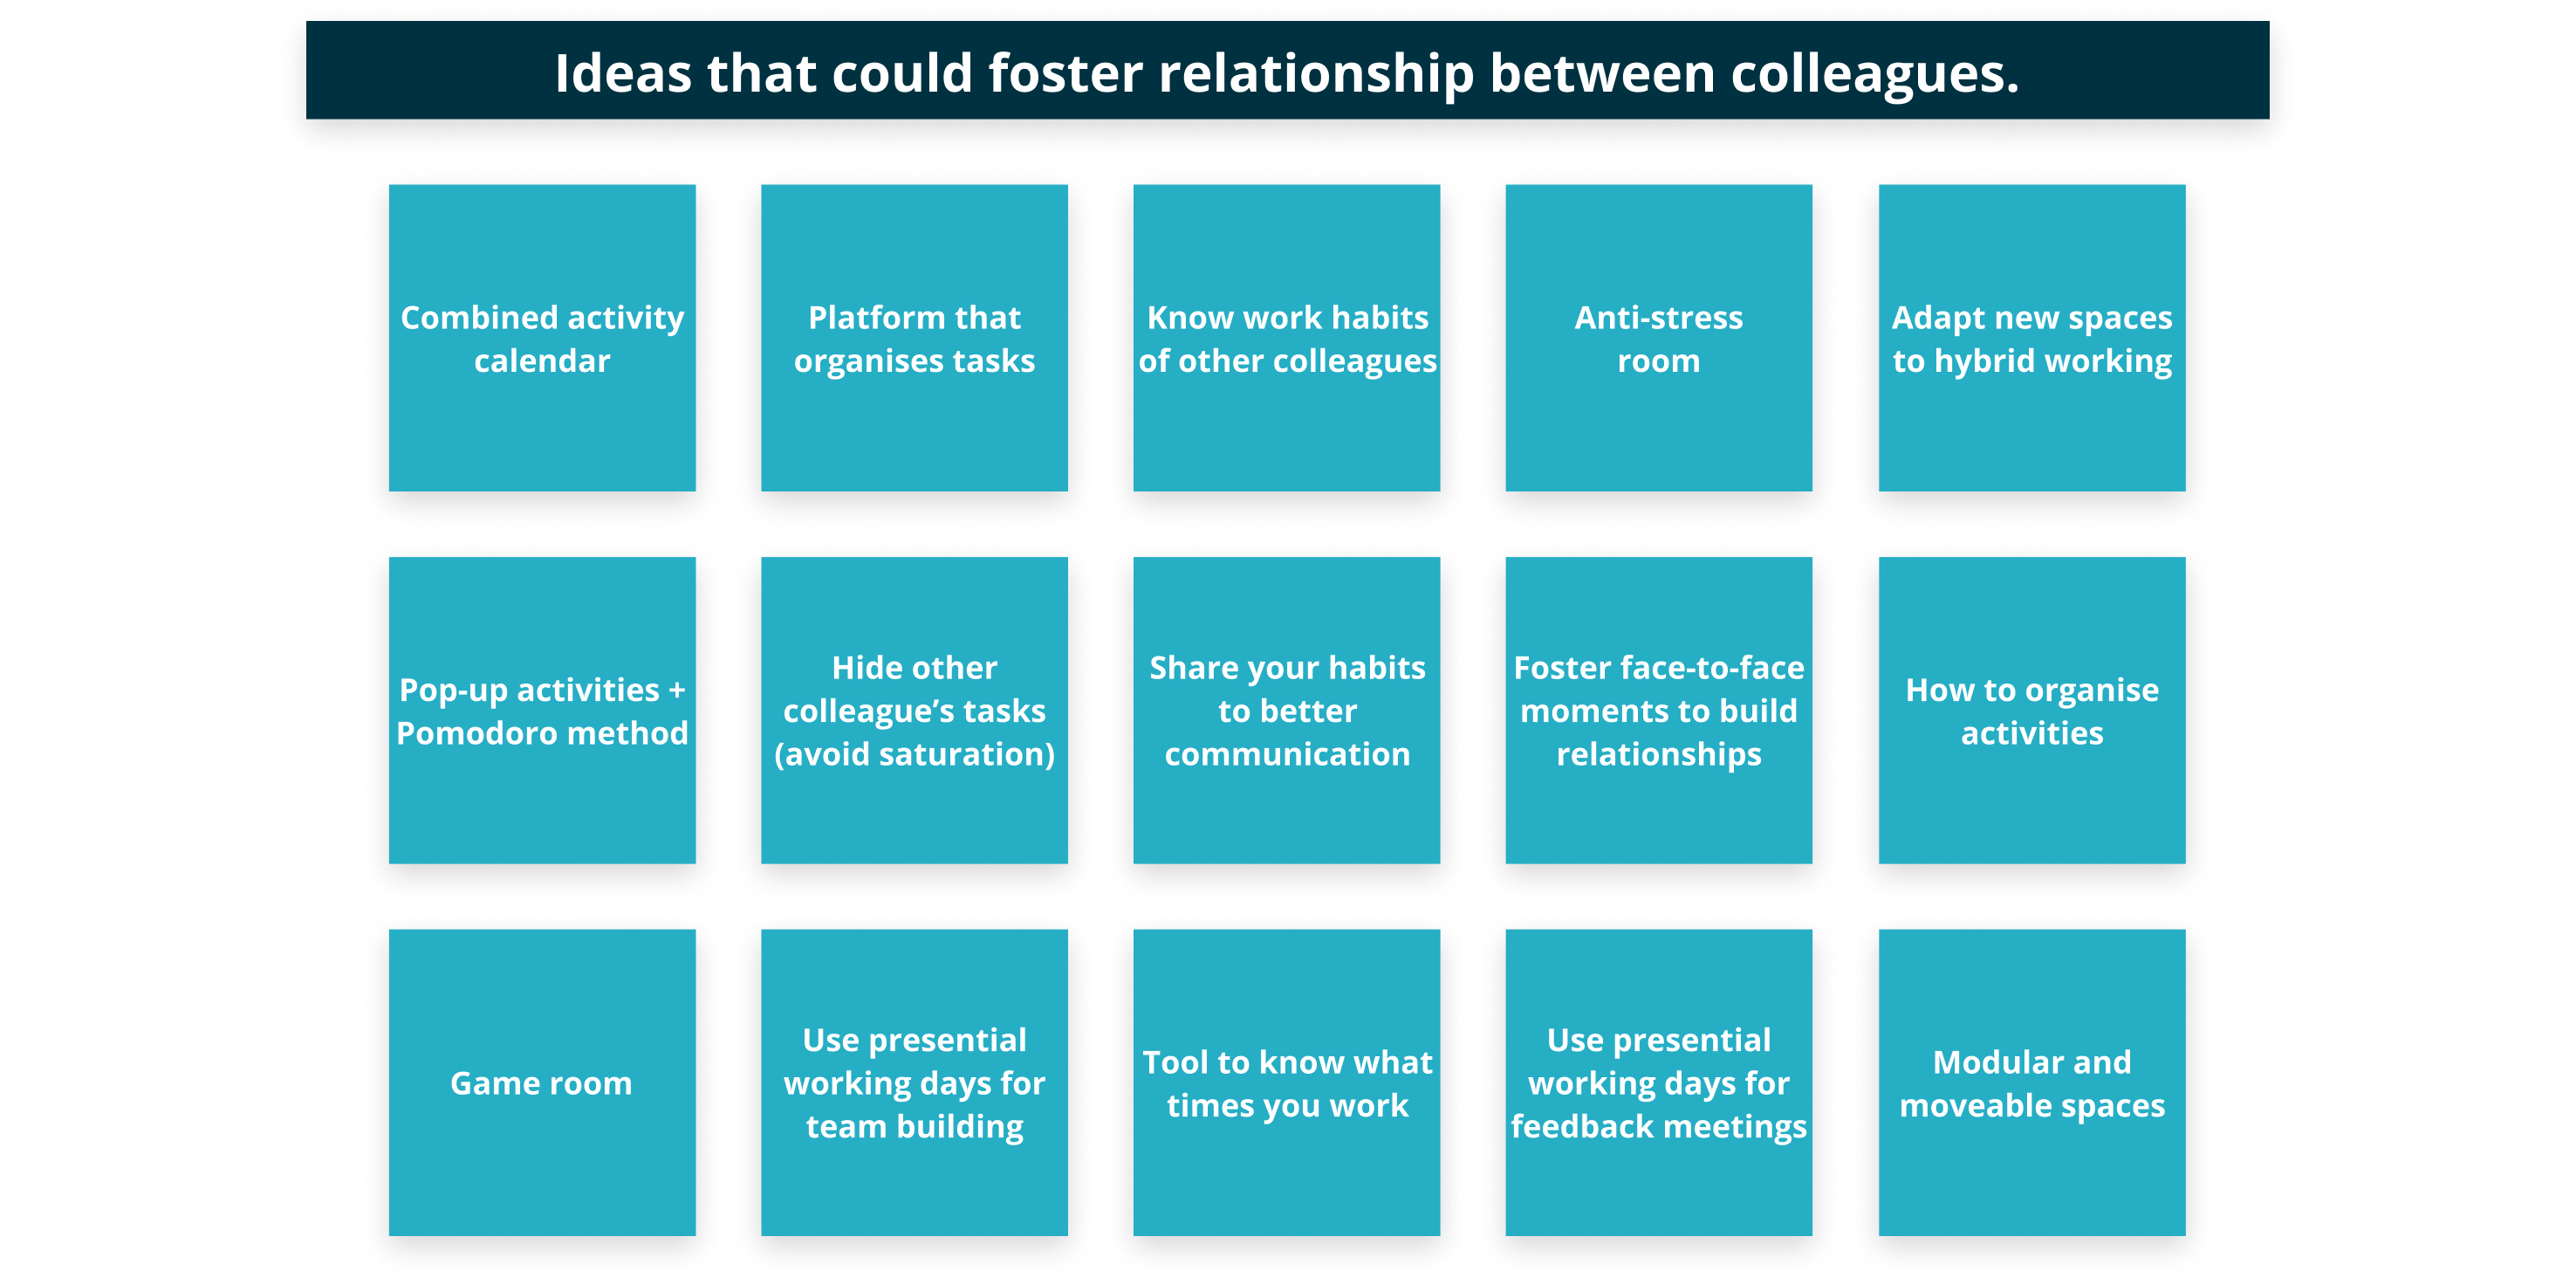 Ideas that could foster relationship between colleagues.
Combined activity
calendar
Platform that
organises tasks
Know work habits
of other colleagues
Anti-stress
room
Adapt new spaces
to hybrid working
Pop-up activities +
Pomodoro method
Hide other
colleague’s tasks
(avoid saturation)
Share your habits
to better
communication
Foster face-to-face
moments to build
relationships
How to organise
activities
Game room
Use presential
working days for
team building
Tool to know what
times you work
Use presential
working days for
feedback meetings
Modular and
moveable spaces